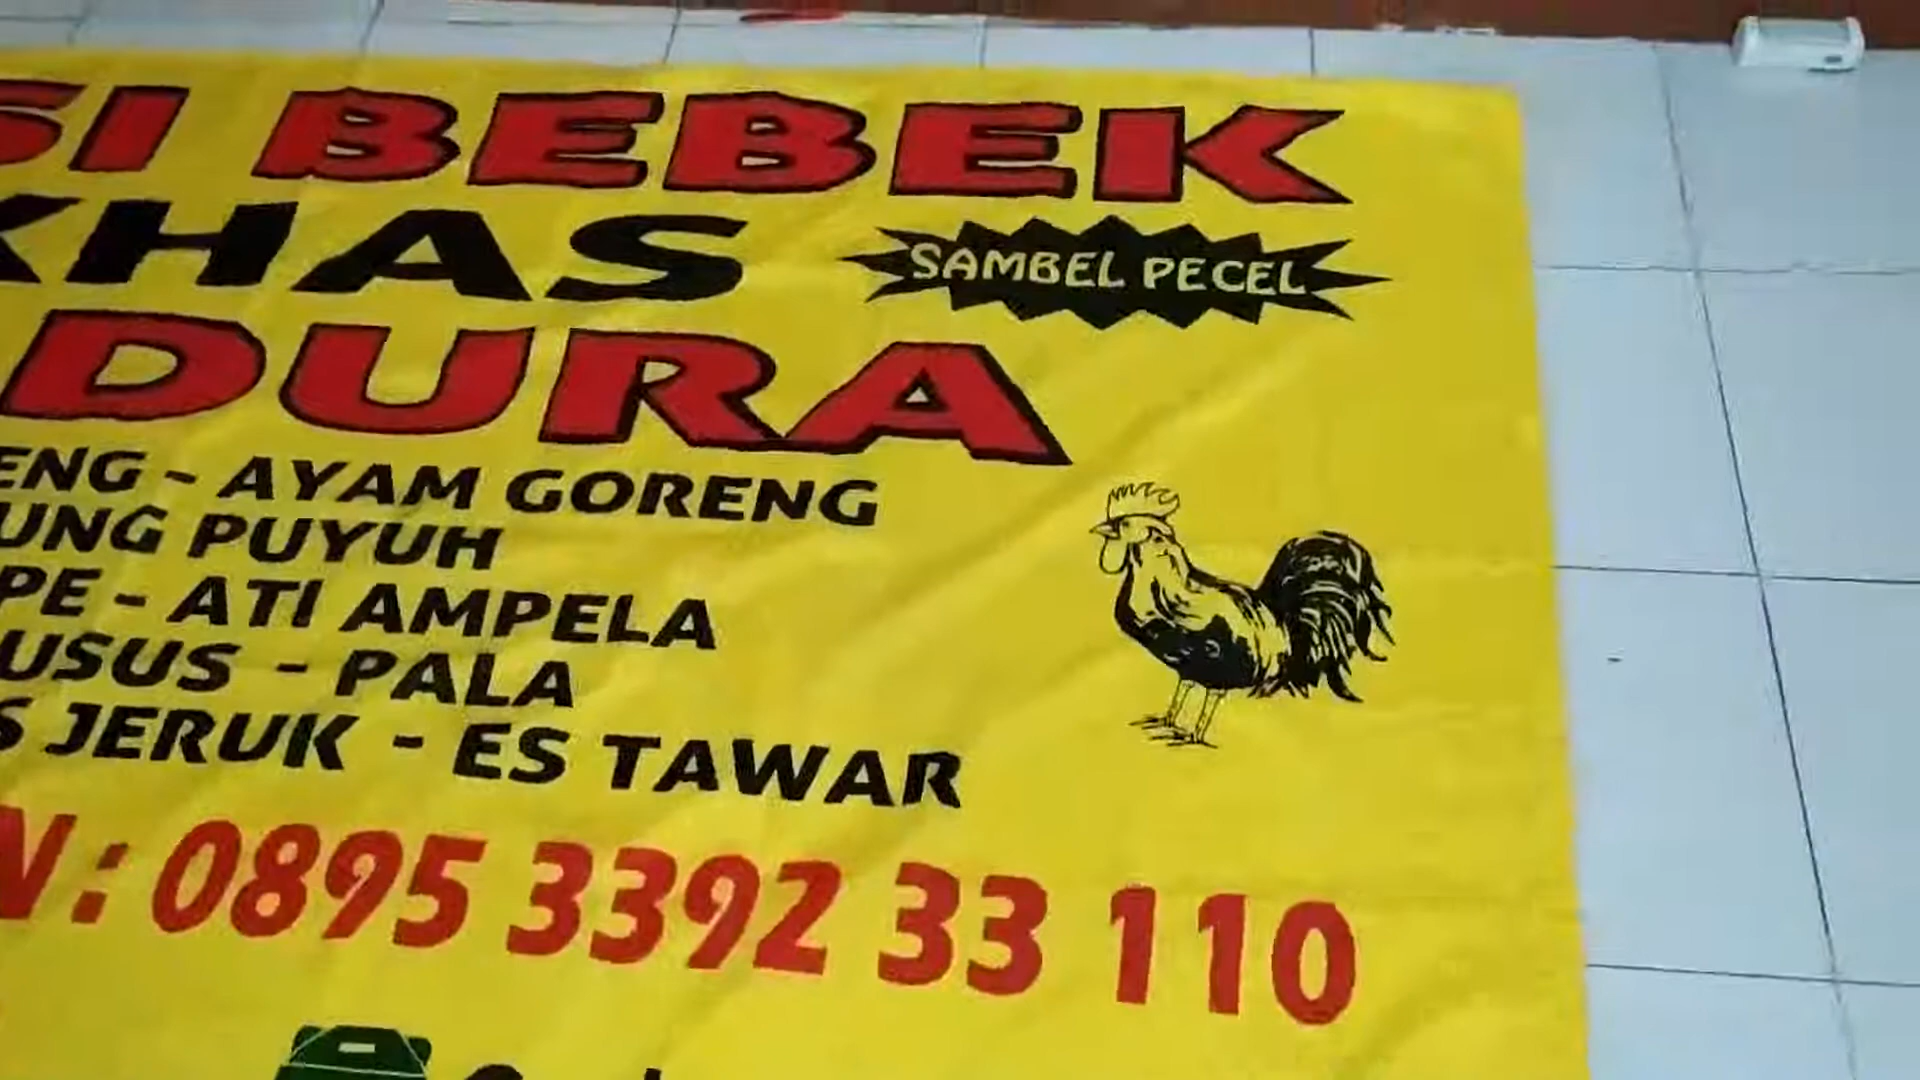 SI BEBEK
KHAS
SAMBEL PECEL
DURA
ENG - AYAM GORENG
UNG PUYUH
PE - ATI AMPELA
USUS - PALA
S JERUK - ES TAWAR
N : 0895 3392 33 110